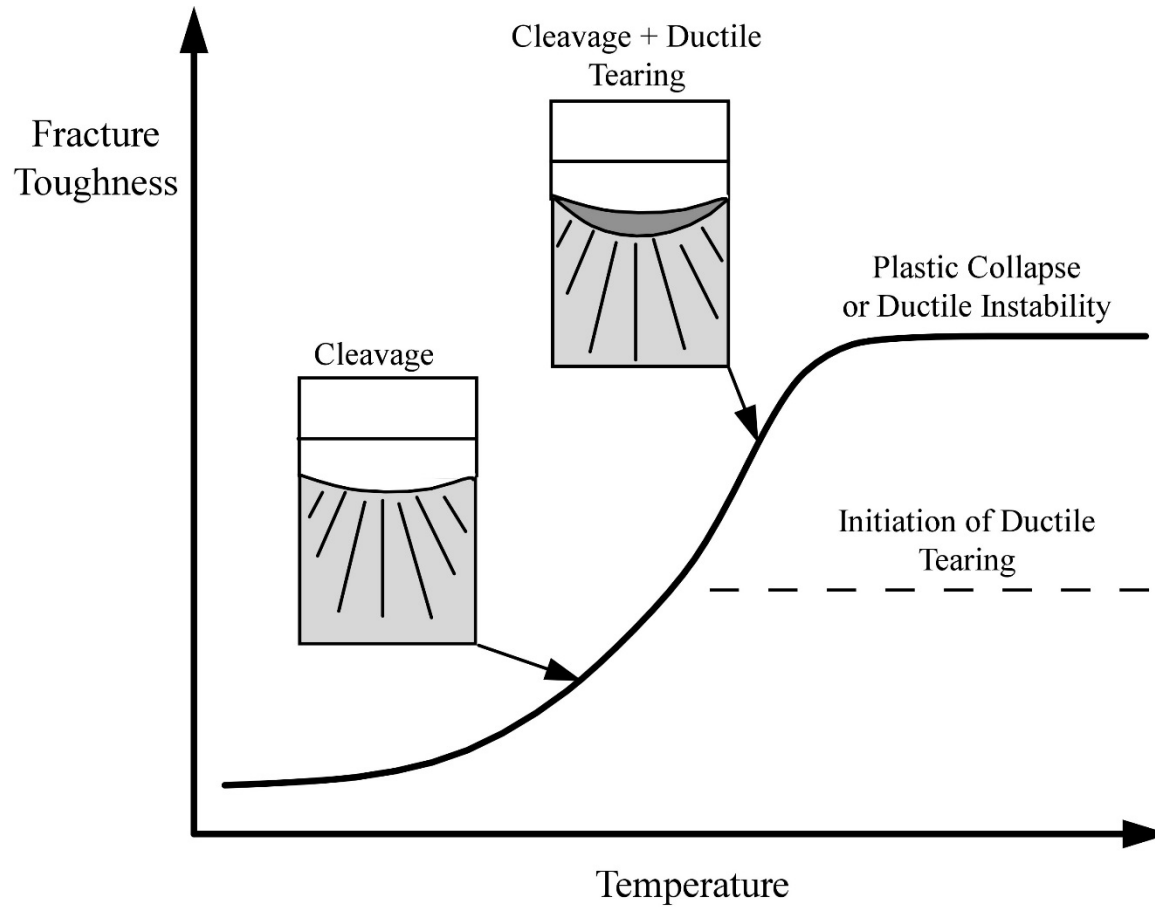 Cleavage + Ductile
Tearing
Fracture
Toughness
Plastic Collapse
or Ductile Instability
Cleavage
Initiation of Ductile
Tearing
Temperature